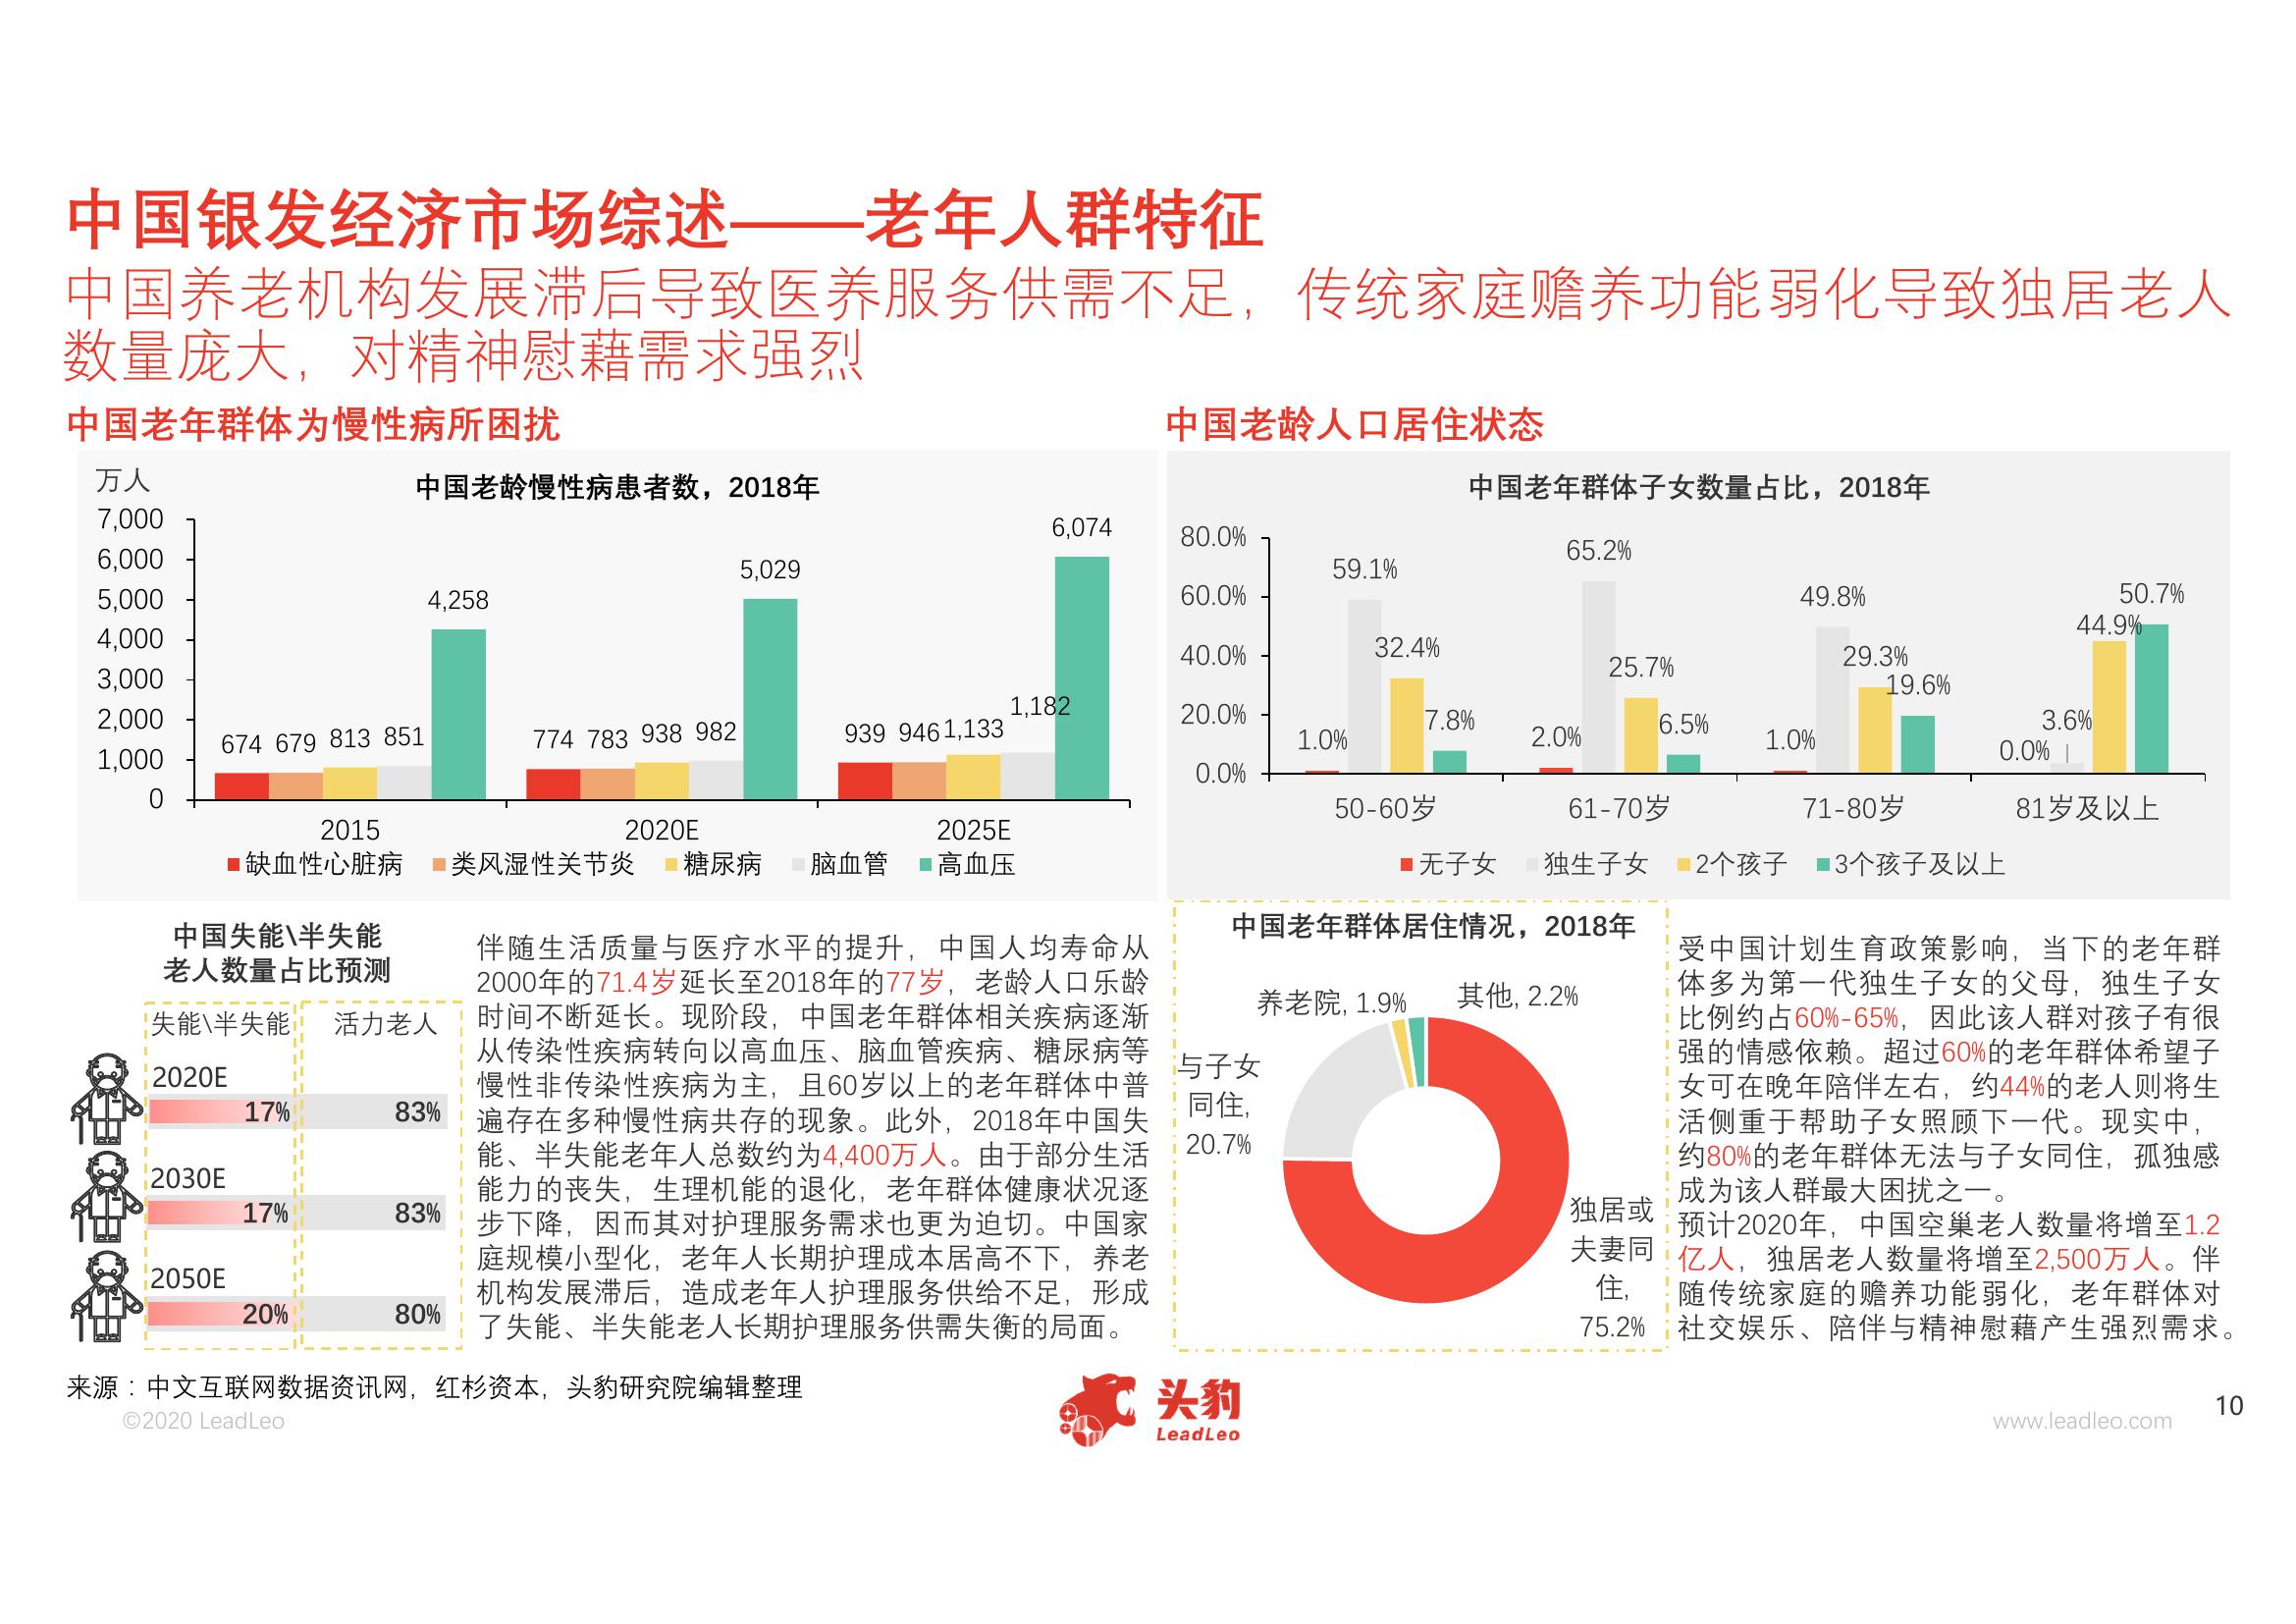 中国银发经济市场综述——老年人群特征
中国养老机构发展滞后导致医养服务供需不足，传统家庭赡养功能弱化导致独居老人
数量庞大，对精神慰藉需求强烈
中国老年群体为慢性病所困扰
万人
中国老龄慢性病患者数，2018年
7,000
6,000
5,000
4,000
3,000
2,000
1,000
0
674 679 813 851 4,258
774 783 938 982 5,029
939 946 1,133 1,182 6,074
2015 2020E 2025E
缺血性心脏病 类风湿性关节炎 糖尿病 脑血管 高血压
中国老龄人口居住状态
中国老年群体子女数量占比，2018年
80.0%
60.0%
40.0%
20.0%
0.0%
1.0% 59.1% 32.4% 7.8%
2.0% 65.2% 25.7% 6.5%
1.0% 49.8% 29.3% 19.6%
0.0% 3.6% 44.9% 50.7%
50-60岁 61-70岁 71-80岁 81岁及以上
无子女 独生子女 2个孩子 3个孩子及以上
中国失能\半失能
老人数量占比预测
失能\半失能 活力老人
2020E
17% 83%
2030E
17% 83%
2050E
20% 80%
伴随生活质量与医疗水平的提升，中国人均寿命从
2000年的71.4岁延长至2018年的77岁，老龄人口乐龄
时间不断延长。现阶段，中国老年群体相关疾病逐渐
从传染性疾病转向以高血压、脑血管疾病、糖尿病等
慢性非传染性疾病为主，且60岁以上的老年群体中普
遍存在多种慢性病共存的现象。此外，2018年中国失
能、半失能老年人总数约为4,400万人。由于部分生活
能力的丧失，生理机能的退化，老年群体健康状况逐
步下降，因而其对护理服务需求也更为迫切。中国家
庭规模小型化，老年人长期护理成本居高不下，养老
机构发展滞后，造成老年人护理服务供给不足，形成
了失能、半失能老人长期护理服务供需失衡的局面。
中国老年群体居住情况，2018年
养老院, 1.9%
其他, 2.2%
与子女
同住,
20.7%
独居或
夫妻同
住,
75.2%
受中国计划生育政策影响，当下的老年群
体多为第一代独生子女的父母，独生子女
比例约占60%-65%，因此该人群对孩子有很
强的情感依赖。超过60%的老年群体希望子
女可在晚年陪伴左右，约44%的老人则将生
活侧重于帮助子女照顾下一代。现实中，
约80%的老年群体无法与子女同住，孤独感
成为该人群最大困扰之一。
预计2020年，中国空巢老人数量将增至1.2
亿人，独居老人数量将增至2,500万人。伴
随传统家庭的赡养功能弱化，老年群体对
社交娱乐、陪伴与精神慰藉产生强烈需求。
来源：中文互联网数据资讯网，红杉资本，头豹研究院编辑整理
©2020 LeadLeo
头豹
LeadLeo
www.leadleo.com
10